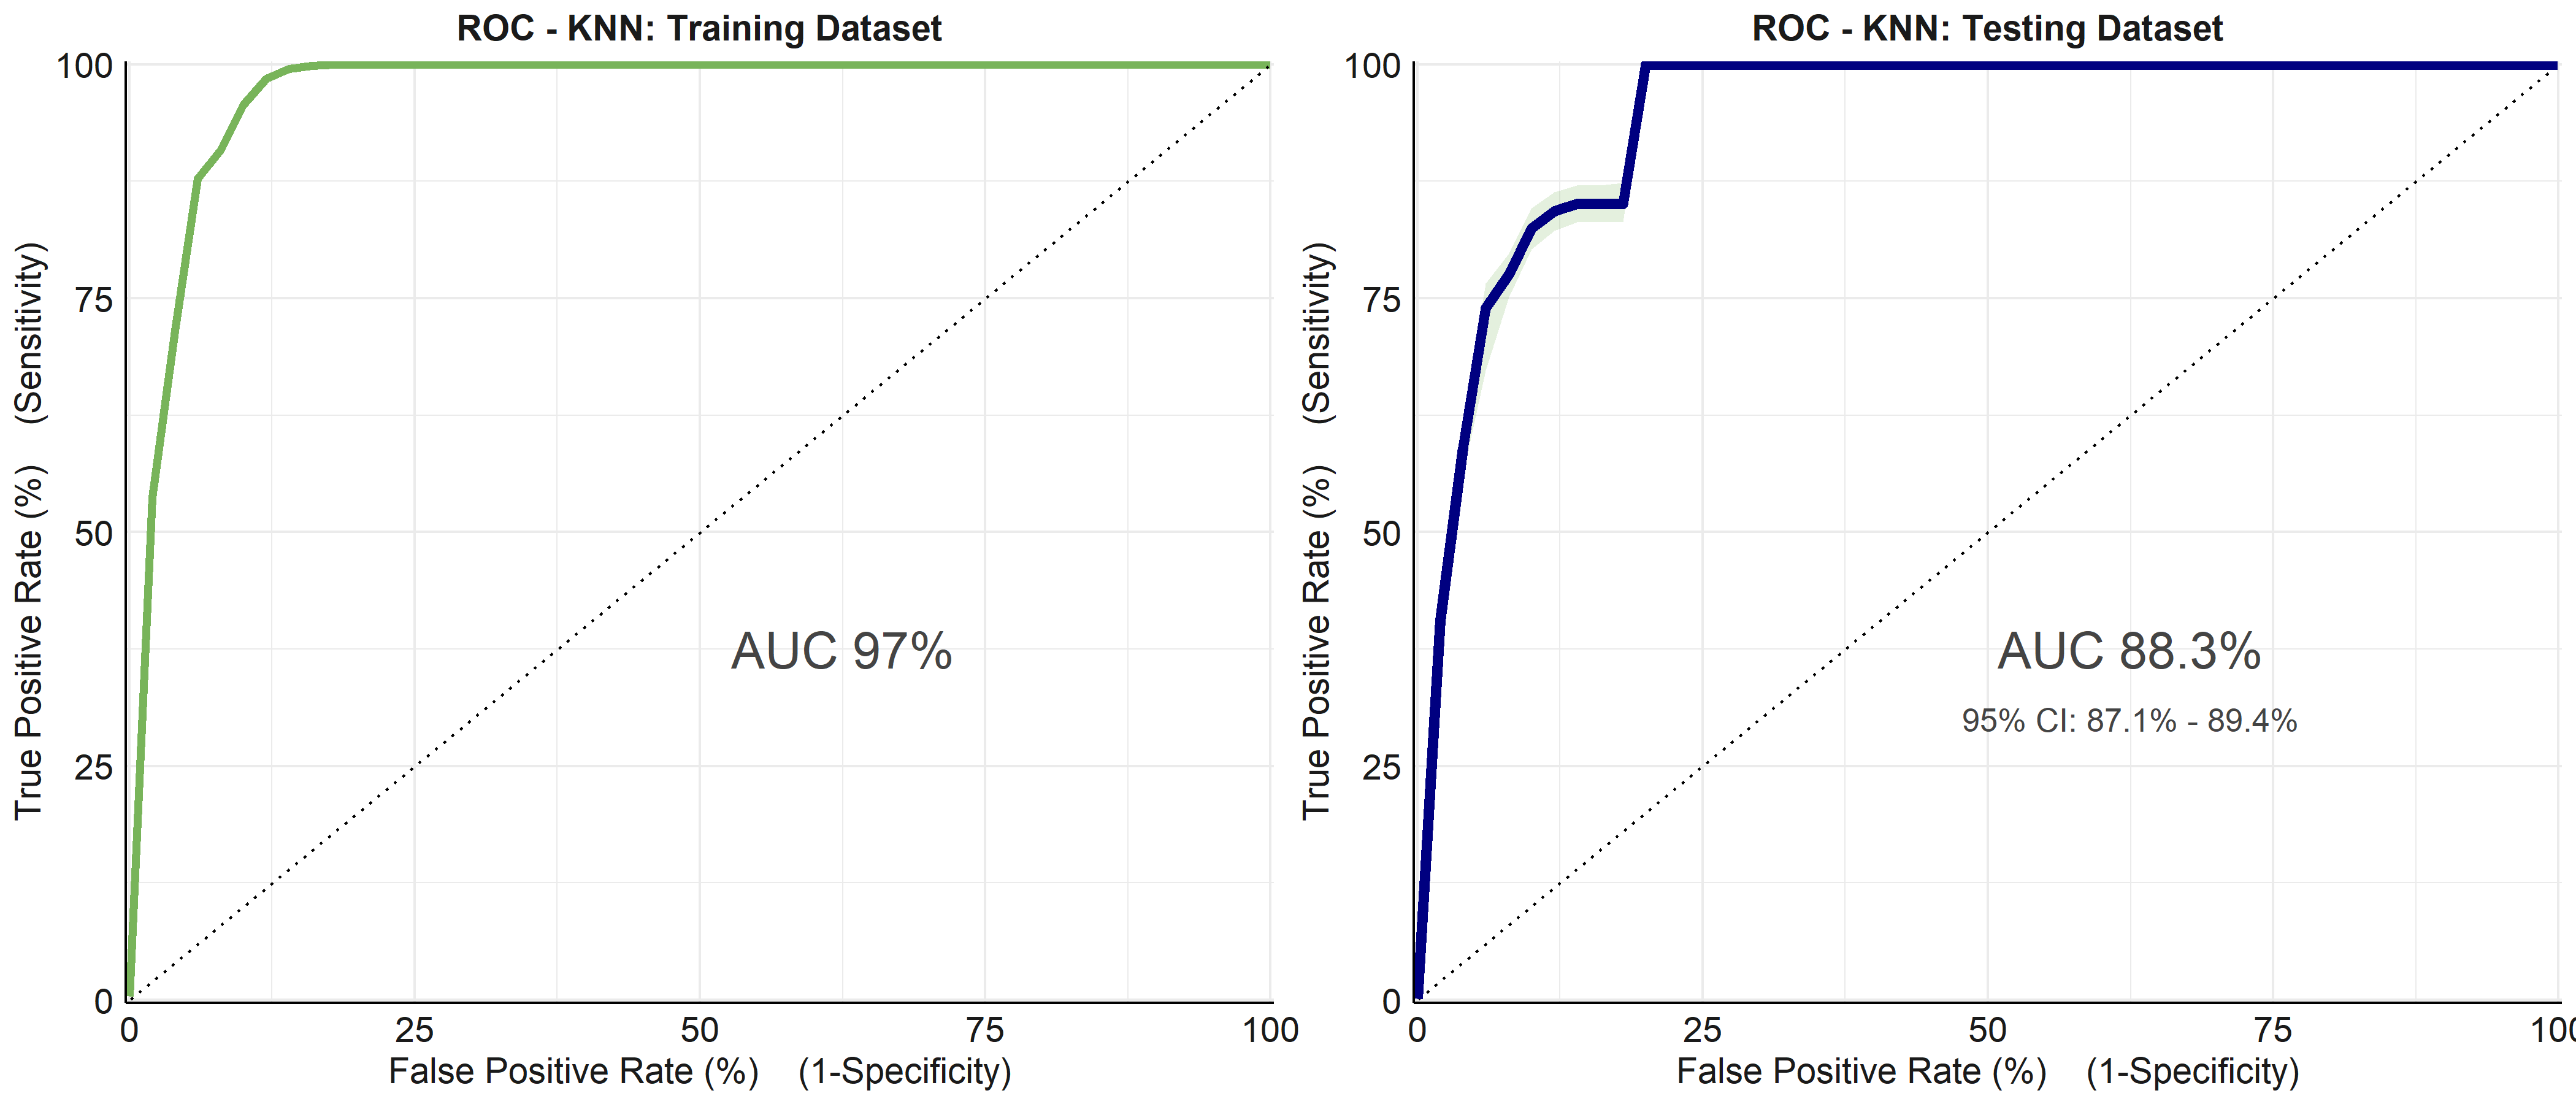 ROC - KNN: Training Dataset
100
75
50
25
0
0 25 50 75 100
True Positive Rate (%) (Sensitivity)
False Positive Rate (%) (1-Specificity)
AUC 97%
ROC - KNN: Testing Dataset
100
75
50
25
0
0 25 50 75 100
True Positive Rate (%) (Sensitivity)
False Positive Rate (%) (1-Specificity)
AUC 88.3%
95% CI: 87.1% - 89.4%